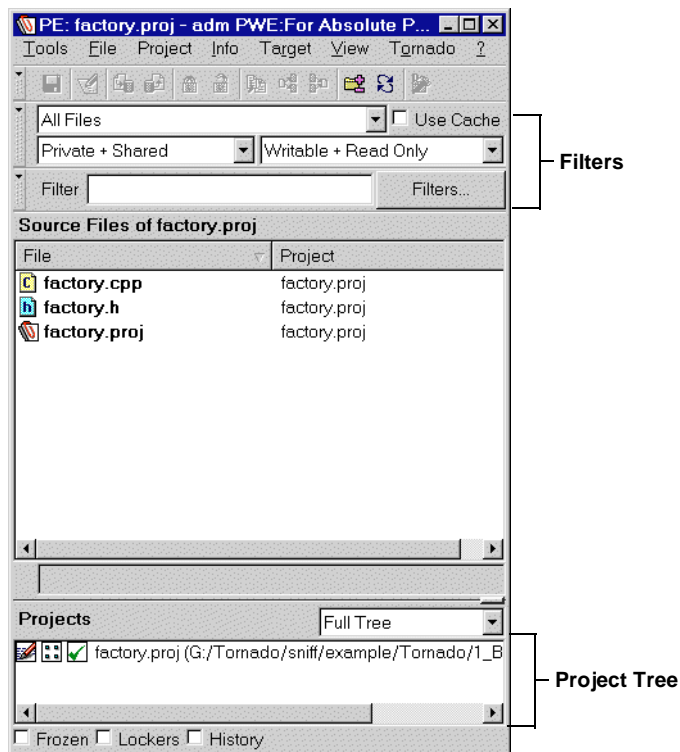 PE: factory.proj - adm PWE:For Absolute P...
Tools File Project Info Target View Tornado ?
All Files
Use Cache
Private + Shared
Writable + Read Only
Filters
Filter
Filters...
Source Files of factory.proj
File Project
factory.cpp factory.proj
factory.h factory.proj
factory.proj factory.proj
Projects
Full Tree
factory.proj (G:/Tornado/sniff/example/Tornado/1_B
Project Tree
Frozen Lockers History